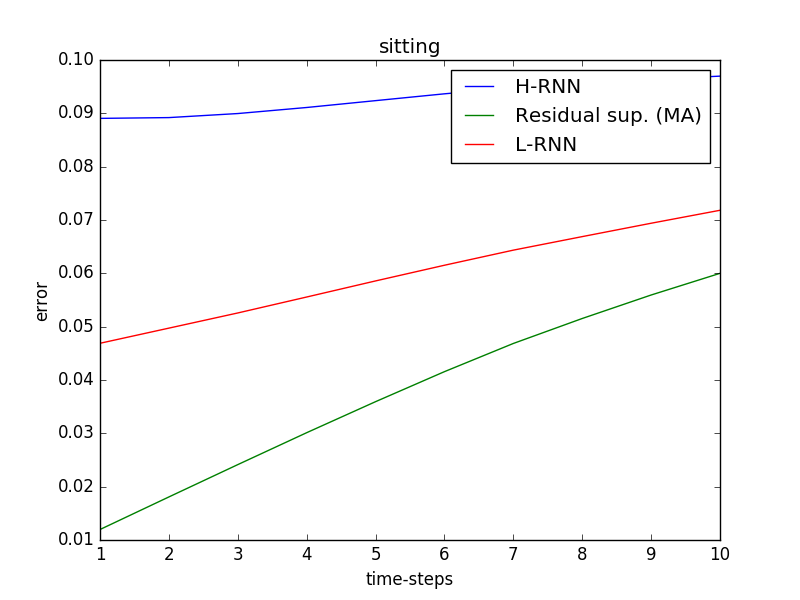 sitting
H-RNN
Residual sup. (MA)
L-RNN
0.10
0.09
0.08
0.07
0.06
0.05
0.04
0.03
0.02
0.01
error
1 2 3 4 5 6 7 8 9 10
time-steps